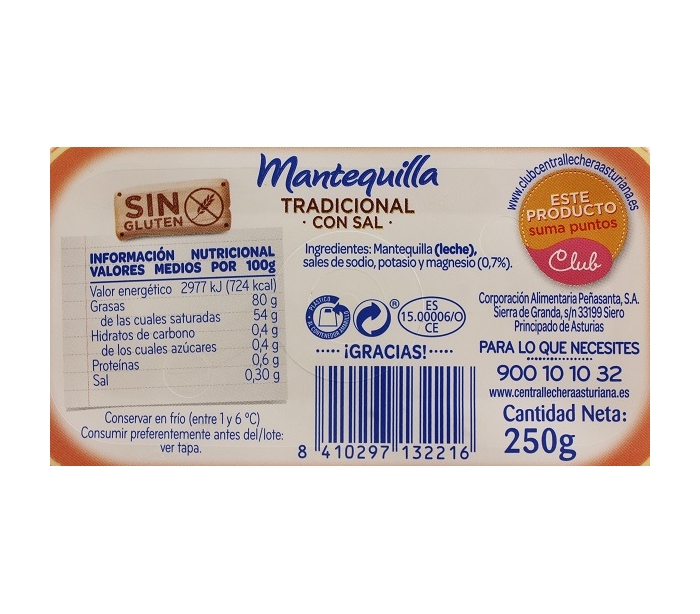 Mantequilla
TRADICIONAL
· CON SAL ·
SIN
GLUTEN
Ingredientes: Mantequilla (leche),
sales de sodio, potasio y magnesio (0,7%).
INFORMACIÓN NUTRICIONAL
VALORES MEDIOS POR 100g
Valor energético 2977 kJ (724 kcal)
Grasas 80 g
de las cuales saturadas 54 g
Hidratos de carbono 0,4 g
de los cuales azúcares 0,4 g
Proteínas 0,6 g
Sal 0,30 g
Conservar en frío (entre 1 y 6 ºC)
Consumir preferentemente antes del/lote:
ver tapa.
PLÁSTICO
AL CONTENEDOR AMARILLO
®
ES
15.00006/O
CE
¡GRACIAS!
8 410297 132216
www.clubcentrallecheraasturiana.es
ESTE
PRODUCTO
suma puntos
Club
Corporación Alimentaria Peñasanta, S.A.
Sierra de Granda, s/n 33199 Siero
Principado de Asturias
PARA LO QUE NECESITES
900 10 10 32
www.centrallecheraasturiana.es
Cantidad Neta:
250g